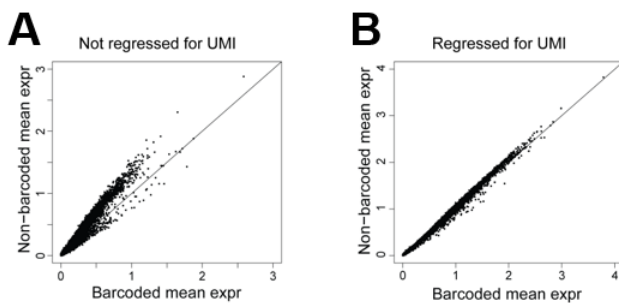 A
B
Not regressed for UMI
Regressed for UMI
Non-barcoded mean expr
3
2
1
0
0
1
2
3
Barcoded mean expr
Non-barcoded mean expr
4
3
2
1
0
0
1
2
3
4
Barcoded mean expr